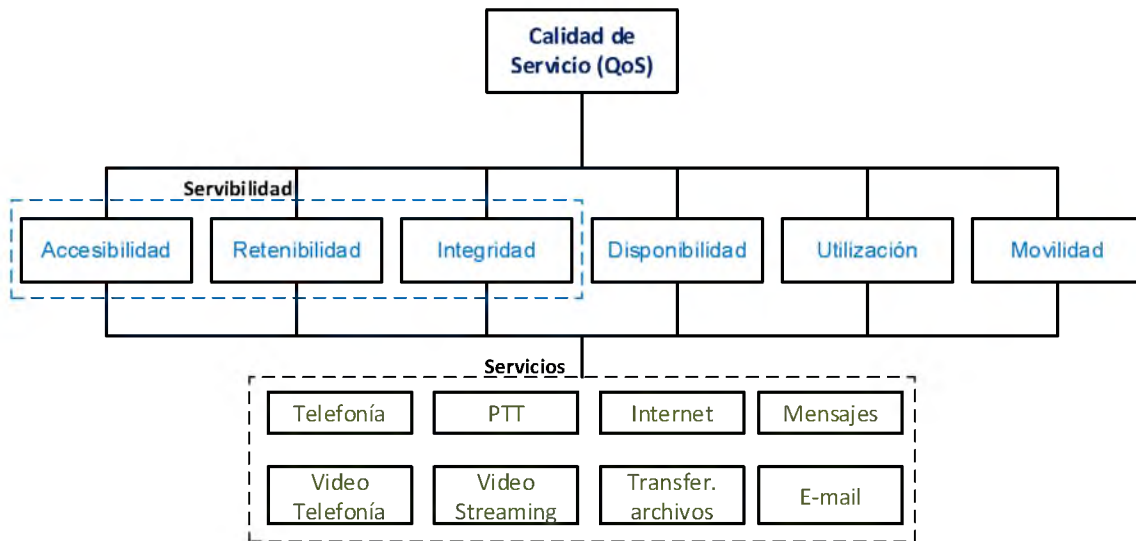 Calidad de
Servicio (QoS)
Servibilidad
Accesibilidad
Retenibilidad
Integridad
Disponibilidad
Utilización
Movilidad
Servicios
Telefonía
PTT
Internet
Mensajes
Video
Telefonía
Video
Streaming
Transfer.
archivos
E-mail